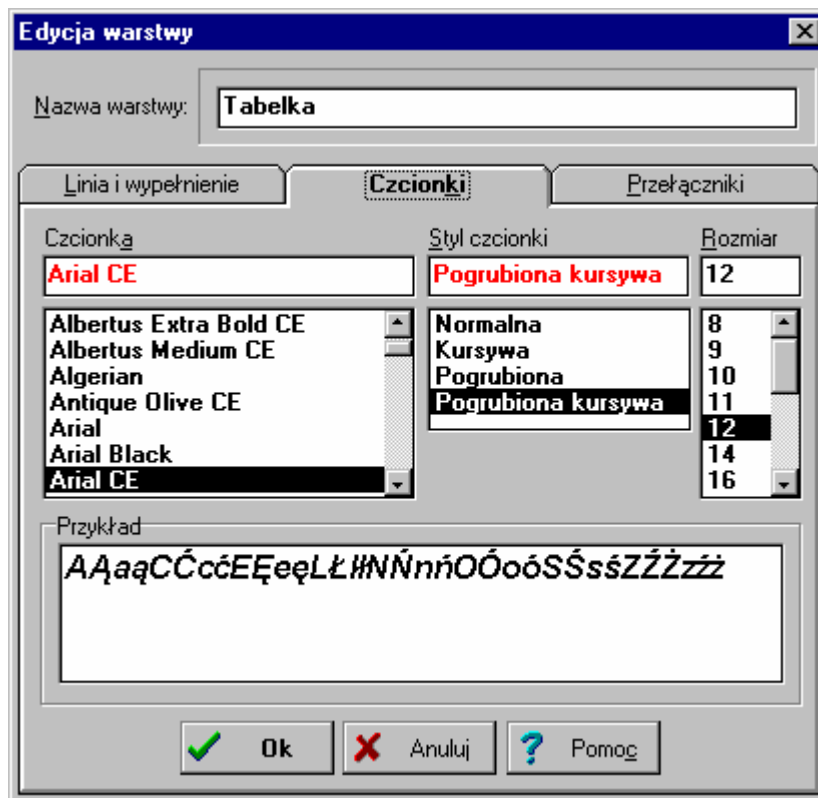 Edycja warstwy
Nazwa warstwy: Tabelka
Linia i wypełnienie Czcionki Przełączniki
Czcionka Styl czcionki Rozmiar
Arial CE Pogrubiona kursywa 12
Albertus Extra Bold CE Normalna 8
Albertus Medium CE Kursywa 9
Algerian Pogrubiona 10
Antique Olive CE Pogrubiona kursywa 11
Arial 12
Arial Black 14
Arial CE 16
Przykład
AĄaąCĆcćEĘeęLŁlłNŃnńOÓoóSŚsśZŹŻzźż
Ok Anuluj Pomoc